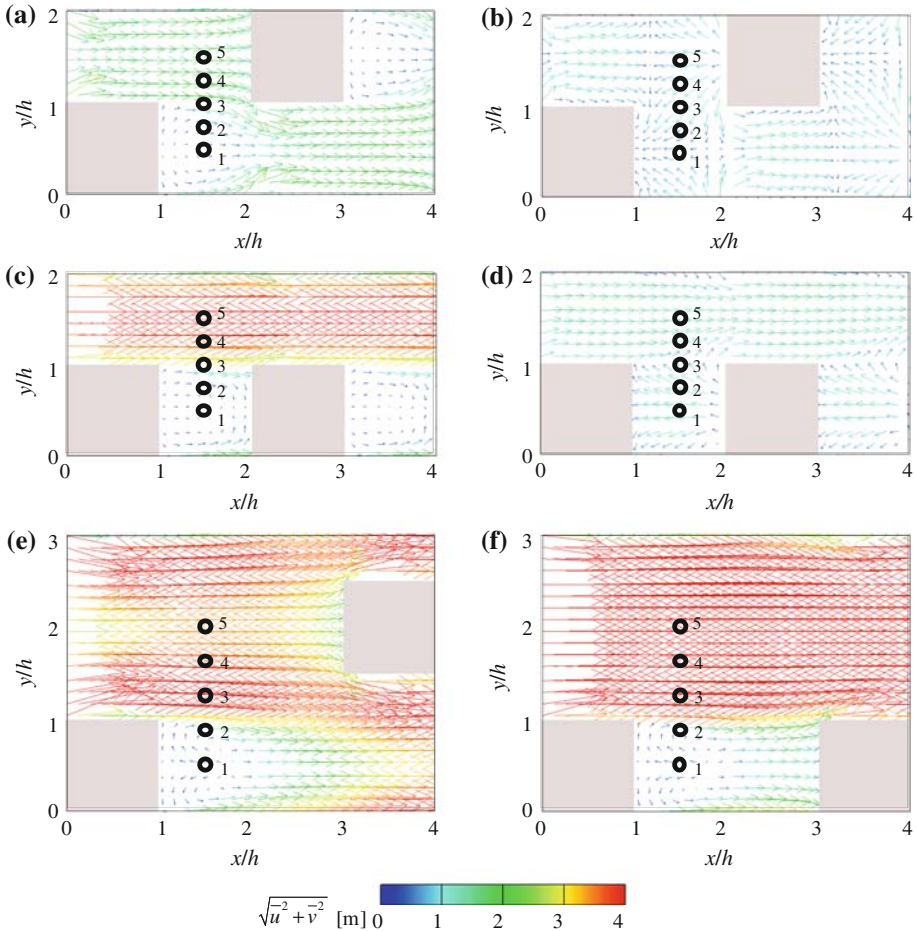 (a) (b)
2 2
5 5
4 4
y/h 1 3 y/h 1 3
2 2
1 1
0 0
0 1 2 3 4 0 1 2 3 4
x/h x/h
(c) (d)
2 2
5 5
4 4
y/h 1 3 y/h 1 3
2 2
1 1
0 0
0 1 2 3 4 0 1 2 3 4
x/h x/h
(e) (f)
3 3
2 5 2 5
4 4
y/h 3 y/h 3
1 2 1 2
1 1
0 0
0 1 2 3 4 0 1 2 3 4
x/h x/h
√(u̅² + v̅²) [m] 0 1 2 3 4